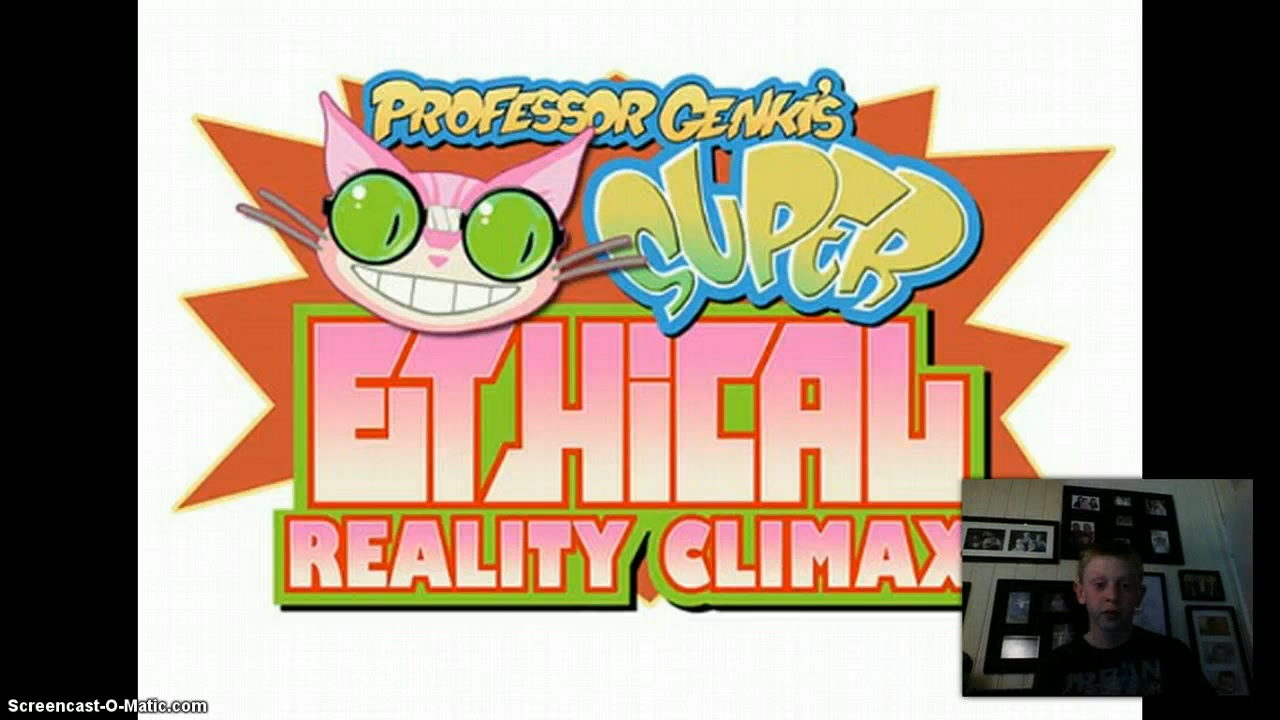 PROFESSOR GENKI'S
SUPER
ETHICAL
REALITY CLIMAX
Screencast-O-Matic.com